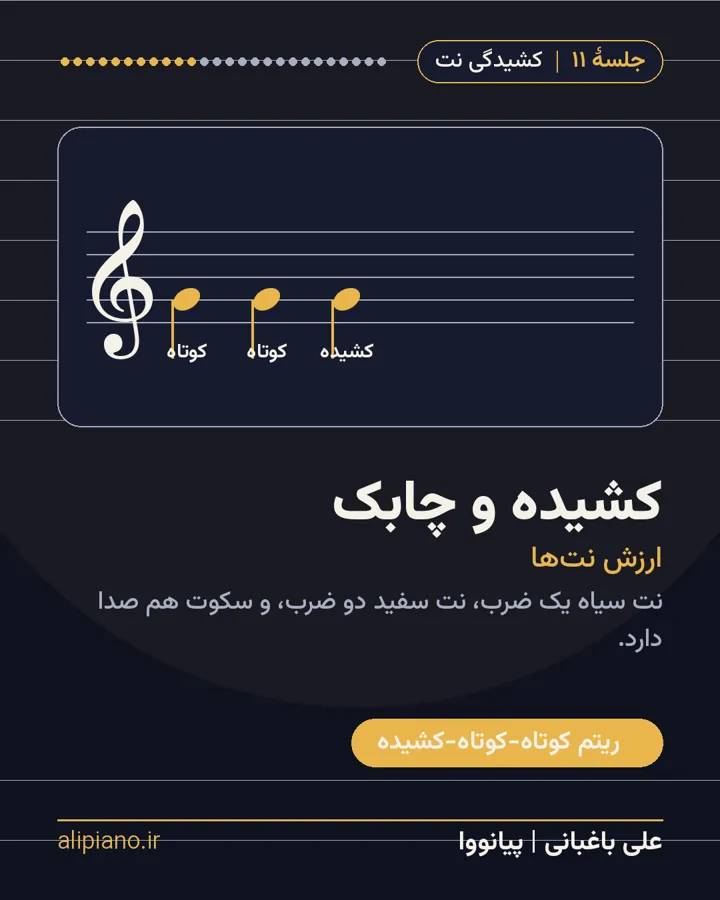 جلسهٔ ۱۱ | کشیدگی نت
کوتاه کوتاه کشیده
کشیده و چابک
ارزش نت‌ها
نت سیاه یک ضرب، نت سفید دو ضرب، و سکوت هم صدا
دارد.
ریتم کوتاه-کوتاه-کشیده
علی باغبانی | پیانووا
alipiano.ir